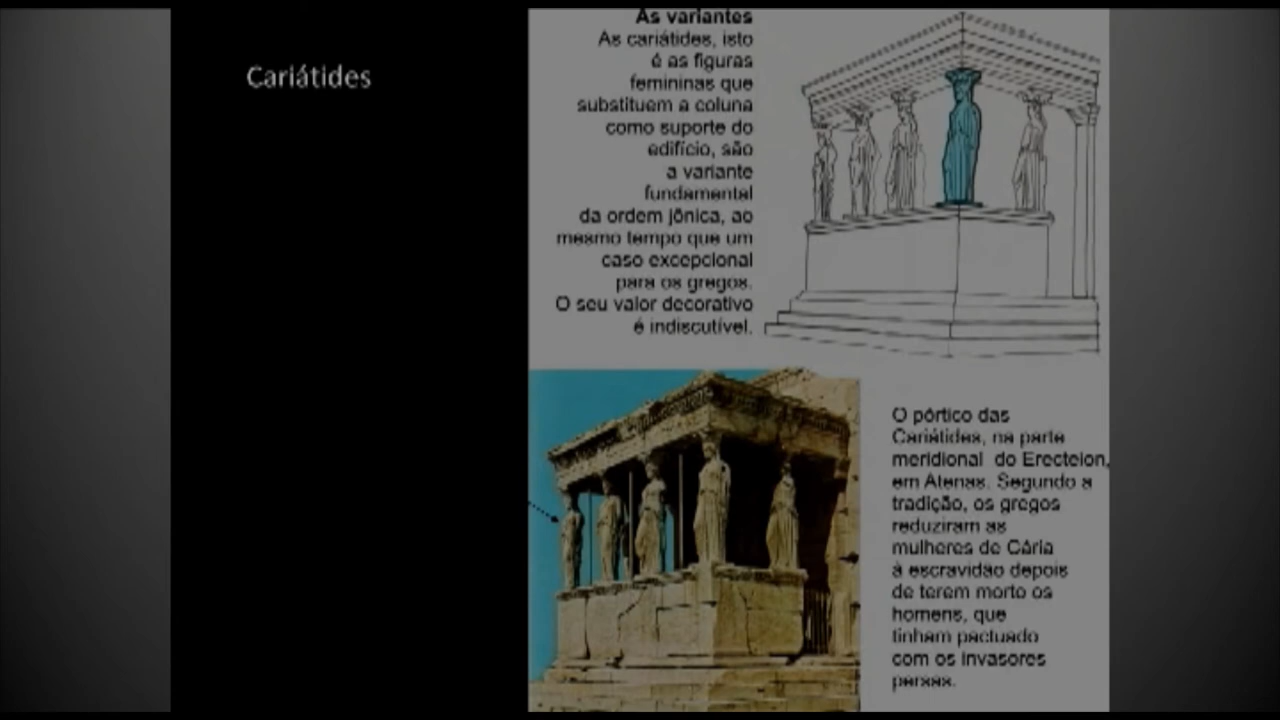 Cariátides
As variantes
As cariátides, isto
é as figuras
femininas que
substituem a coluna
como suporte do
edifício, são
a variante
fundamental
da ordem jônica, ao
mesmo tempo que um
caso excepcional
para os gregos.
O seu valor decorativo
é indiscutível.
O pórtico das
Cariátides, na parte
meridional do Erecteion,
em Atenas. Segundo a
tradição, os gregos
reduziram as
mulheres de Cária
à escravidão depois
de terem morto os
homens, que
tinham pactuado
com os invasores
persas.